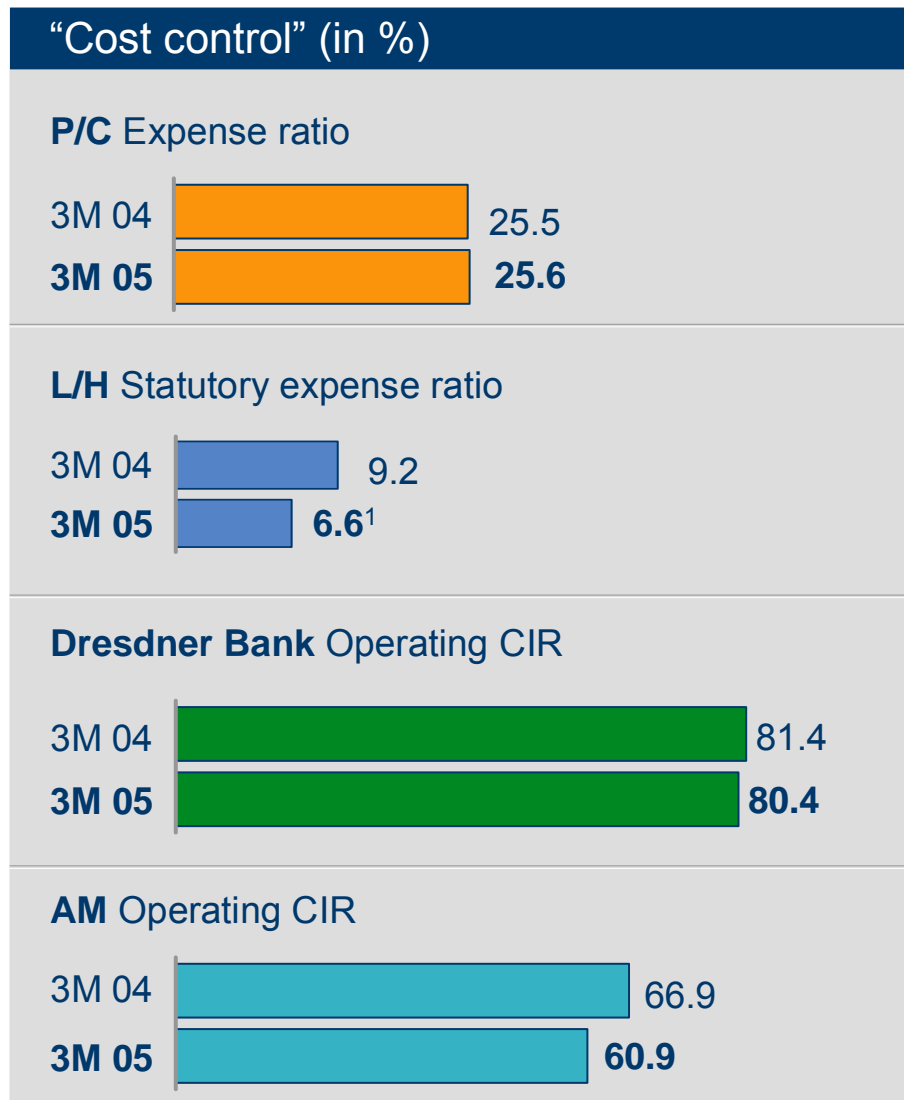 “Cost control” (in %)
P/C Expense ratio
3M 04 25.5
3M 05 25.6
L/H Statutory expense ratio
3M 04 9.2
3M 05 6.6¹
Dresdner Bank Operating CIR
3M 04 81.4
3M 05 80.4
AM Operating CIR
3M 04 66.9
3M 05 60.9